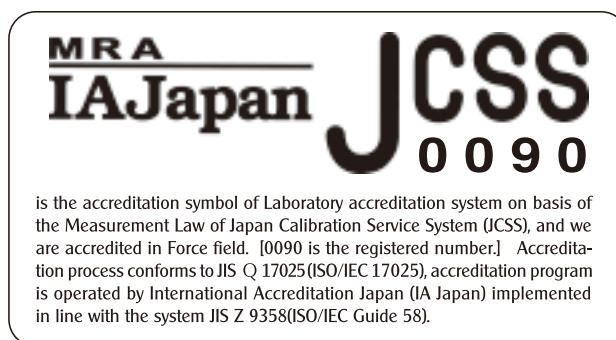 MRA
IAJapan
JCSS
0090
is the accreditation symbol of Laboratory accreditation system on basis of
the Measurement Law of Japan Calibration Service System (JCSS), and we
are accredited in Force field. [0090 is the registered number.] Accredita-
tion process conforms to JIS Q 17025(ISO/IEC 17025), accreditation program
is operated by International Accreditation Japan (IA Japan) implemented
in line with the system JIS Z 9358(ISO/IEC Guide 58).